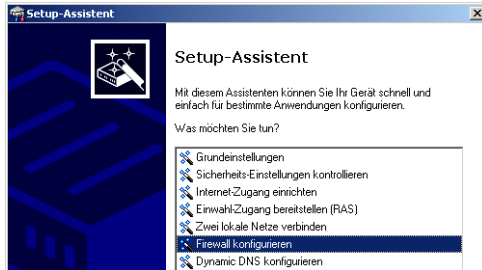 Setup-Assistent
Setup-Assistent
Mit diesem Assistenten können Sie Ihr Gerät schnell und
einfach für bestimmte Anwendungen konfigurieren.
Was möchten Sie tun?
Grundeinstellungen
Sicherheits-Einstellungen kontrollieren
Internet-Zugang einrichten
Einwahl-Zugang bereitstellen (RAS)
Zwei lokale Netze verbinden
Firewall konfigurieren
Dynamic DNS konfigurieren